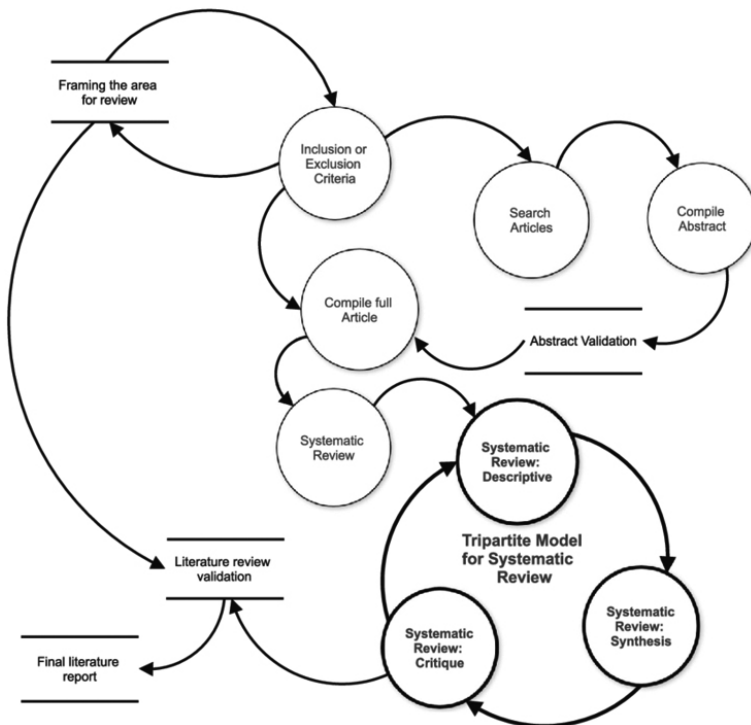 Framing the area
for review
Inclusion or
Exclusion
Criteria
Search
Articles
Compile
Abstract
Compile full
Article
Abstract Validation
Systematic
Review
Systematic
Review:
Descriptive
Tripartite Model
for Systematic
Review
Literature review
validation
Systematic
Review:
Critique
Systematic
Review:
Synthesis
Final literature
report